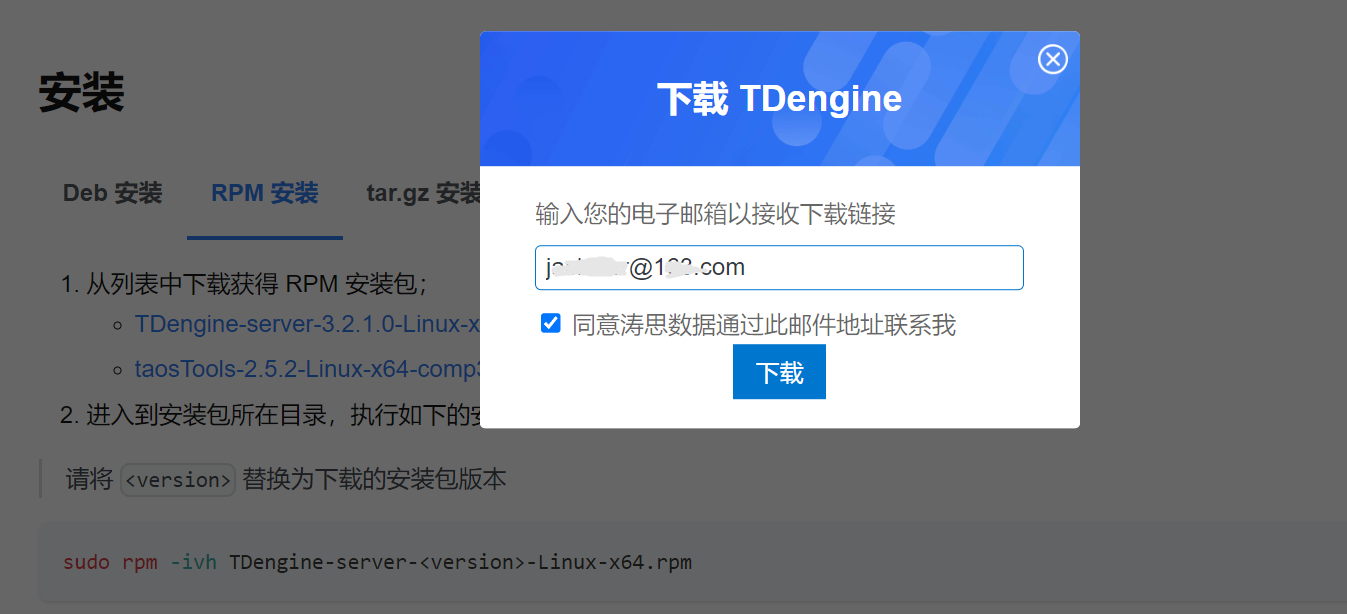 安装
Deb 安装 RPM 安装 tar.gz 安装
1. 从列表中下载获得 RPM 安装包；
TDengine-server-3.2.1.0-Linux-x
taosTools-2.5.2-Linux-x64-comp3
2. 进入到安装包所在目录，执行如下的安
请将 <version> 替换为下载的安装包版本
sudo rpm -ivh TDengine-server-<version>-Linux-x64.rpm
下载 TDengine
输入您的电子邮箱以接收下载链接
同意涛思数据通过此邮件地址联系我
下载